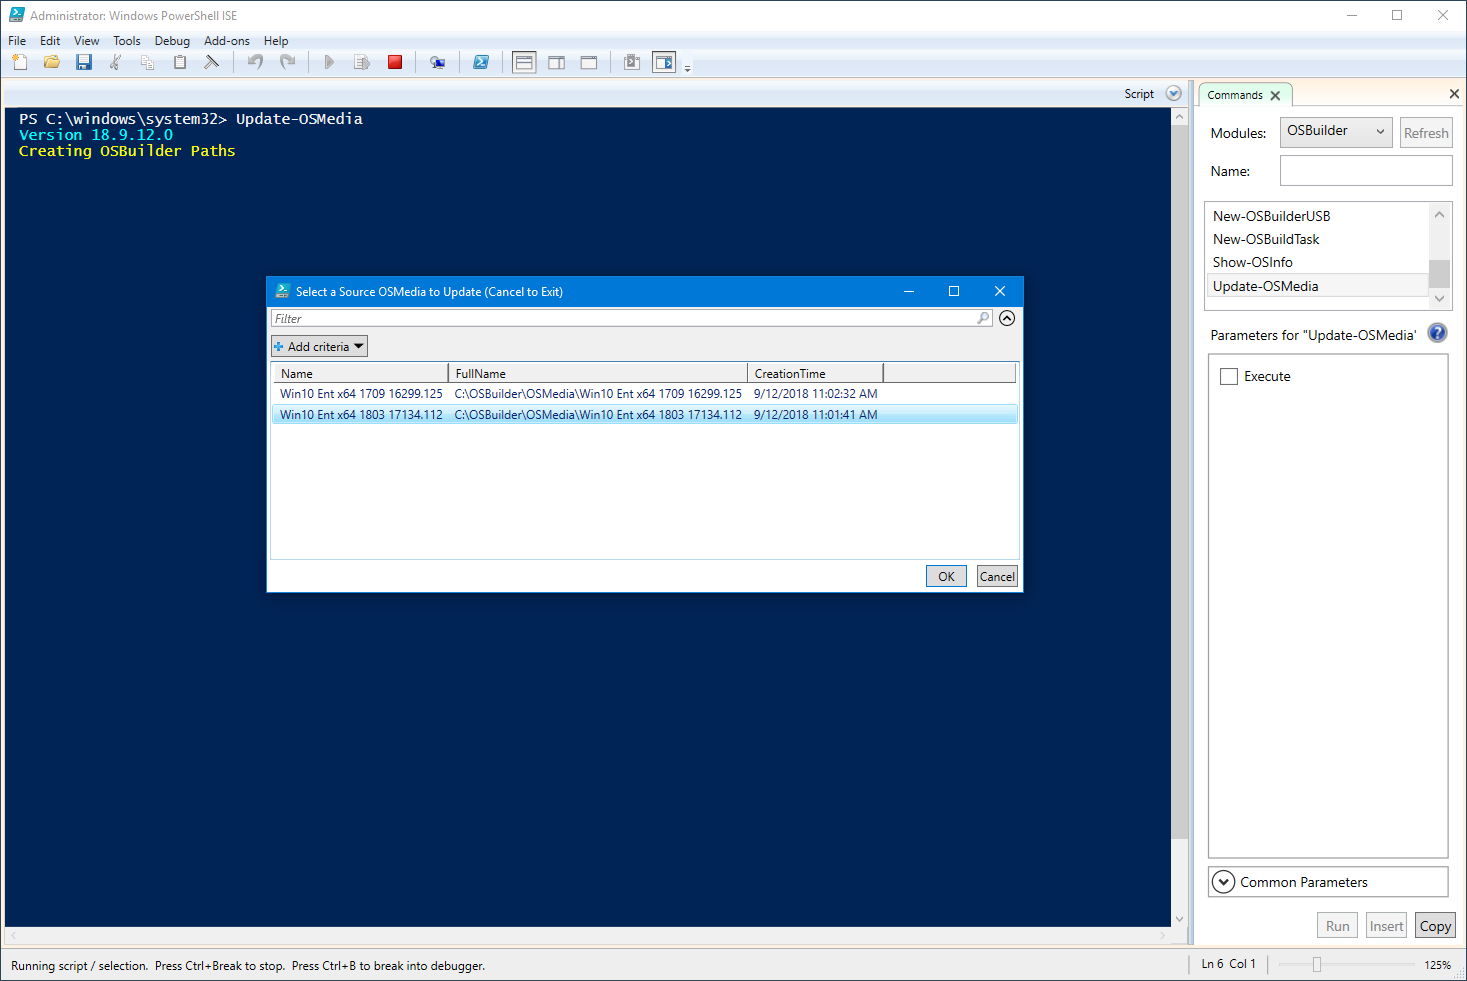 Administrator: Windows PowerShell ISE
File Edit View Tools Debug Add-ons Help
Script
PS C:\windows\system32> Update-OSMedia
Version 18.9.12.0
Creating OSBuilder Paths
Select a Source OSMedia to Update (Cancel to Exit)
Filter
Add criteria
Name FullName CreationTime
Win10 Ent x64 1709 16299.125 C:\OSBuilder\OSMedia\Win10 Ent x64 1709 16299.125 9/12/2018 11:02:32 AM
Win10 Ent x64 1803 17134.112 C:\OSBuilder\OSMedia\Win10 Ent x64 1803 17134.112 9/12/2018 11:01:41 AM
OK Cancel
Commands
Modules: OSBuilder Refresh
Name:
New-OSBuilderUSB
New-OSBuildTask
Show-OSInfo
Update-OSMedia
Parameters for "Update-OSMedia'
Execute
Common Parameters
Run Insert Copy
Running script / selection. Press Ctrl+Break to stop. Press Ctrl+B to break into debugger.
Ln 6 Col 1
125%